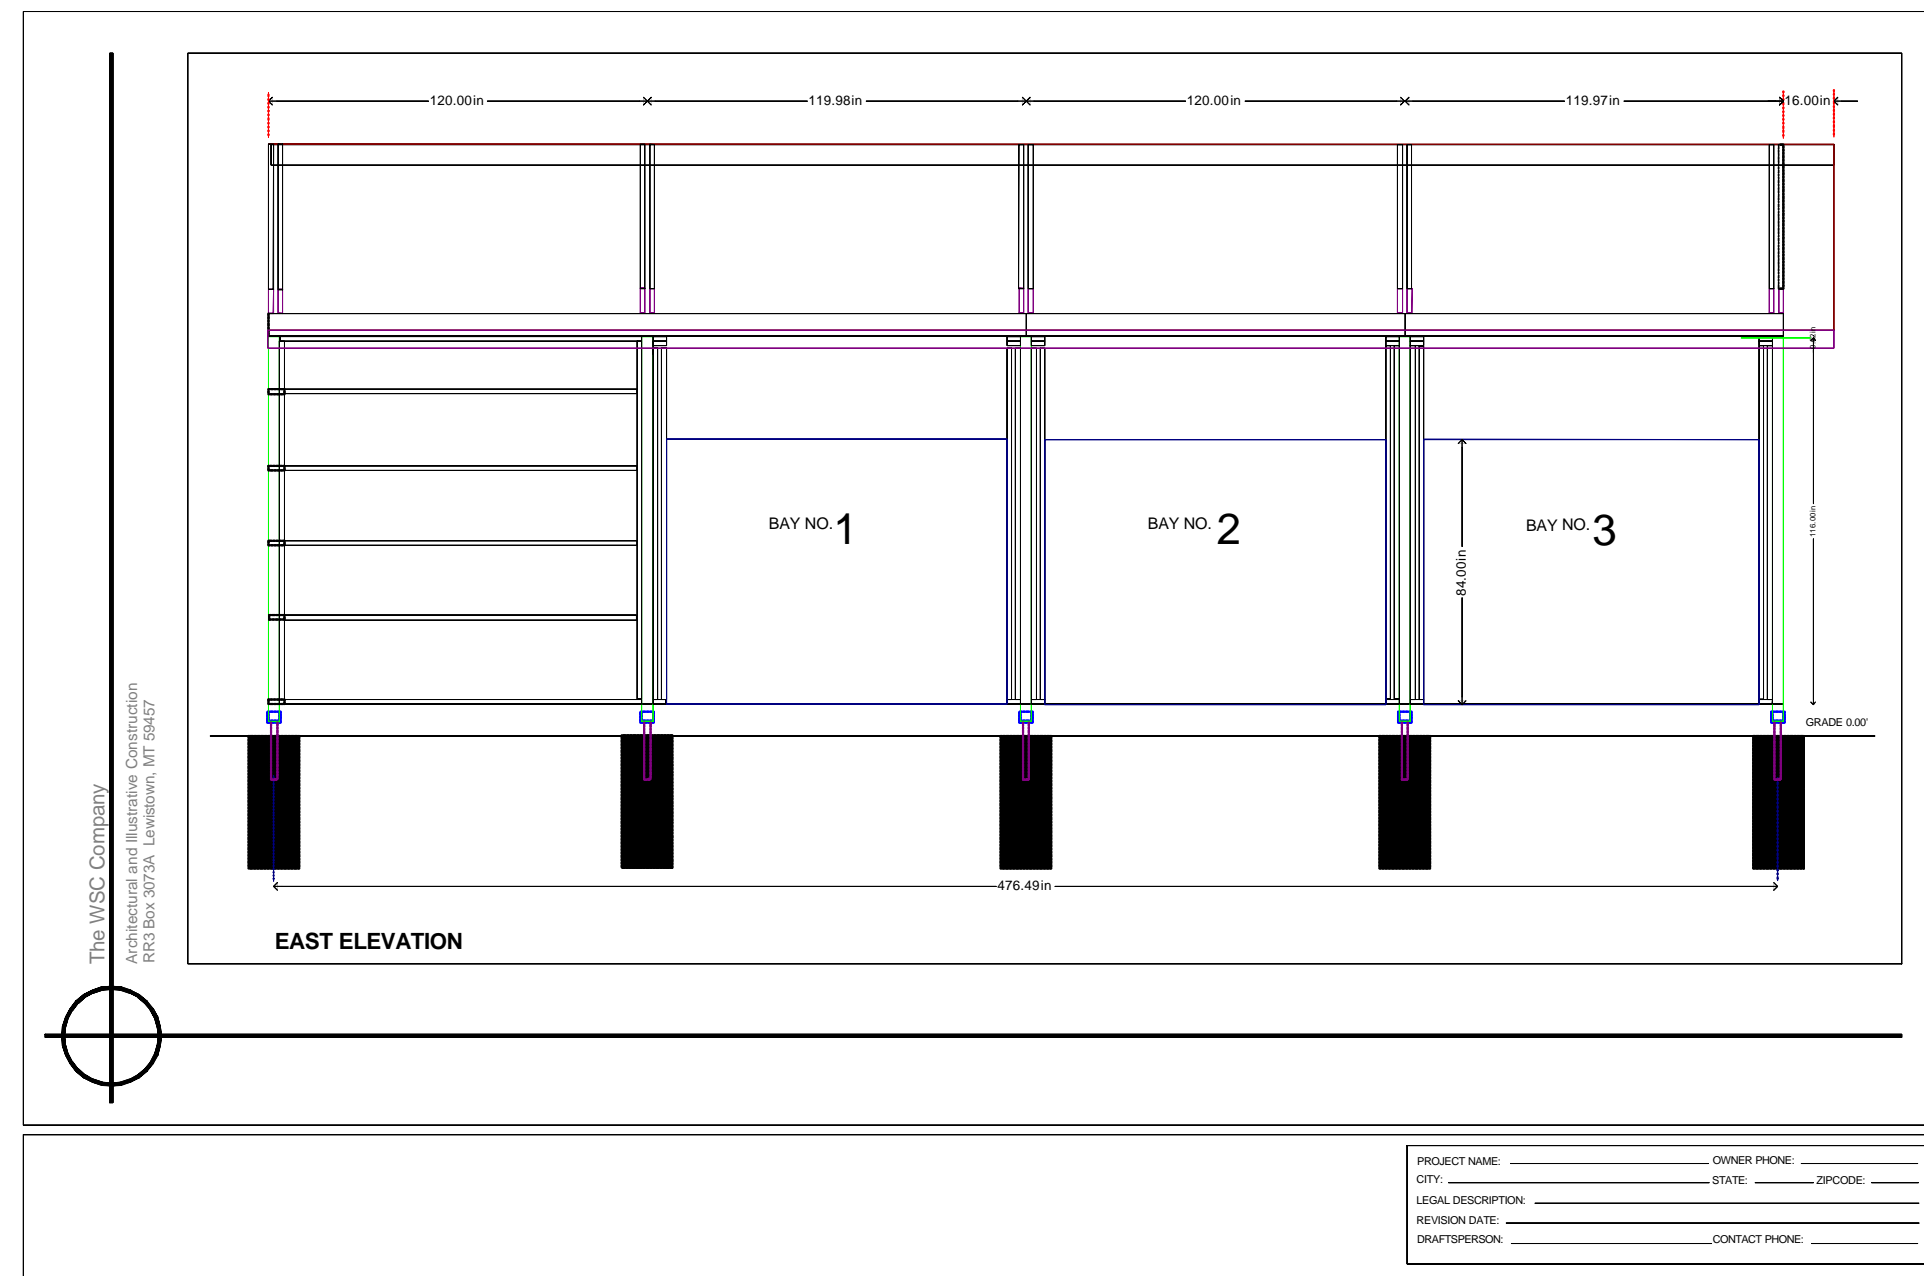 120.00in 119.98in 120.00in 119.97in 16.00in
BAY NO. 1
BAY NO. 2
BAY NO. 3
84.00in
116.00in
GRADE 0.00'
476.49in
EAST ELEVATION
The WSC Company
Architectural and Illustrative Construction
RR3 Box 3073A Lewistown, MT 59457
PROJECT NAME: OWNER PHONE:
CITY: STATE: ZIPCODE:
LEGAL DESCRIPTION:
REVISION DATE:
DRAFTSPERSON: CONTACT PHONE: